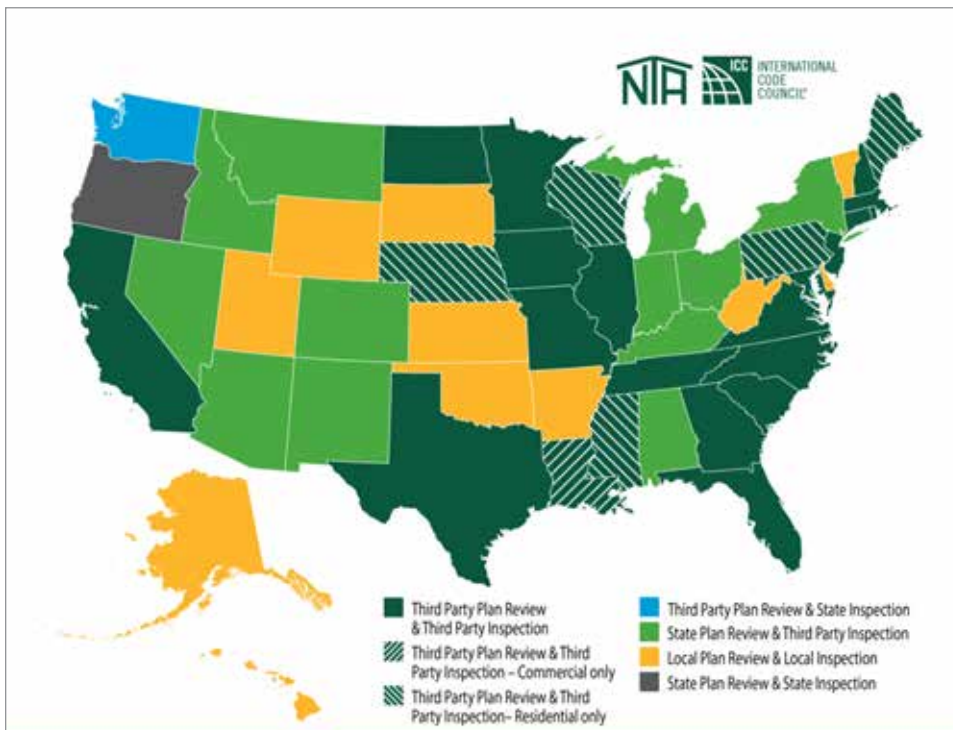 NTA
ICC
INTERNATIONAL
CODE
COUNCIL®
Third Party Plan Review
& Third Party Inspection
Third Party Plan Review & Third
Party Inspection – Commercial only
Third Party Plan Review & Third
Party Inspection– Residential only
Third Party Plan Review & State Inspection
State Plan Review & Third Party Inspection
Local Plan Review & Local Inspection
State Plan Review & State Inspection